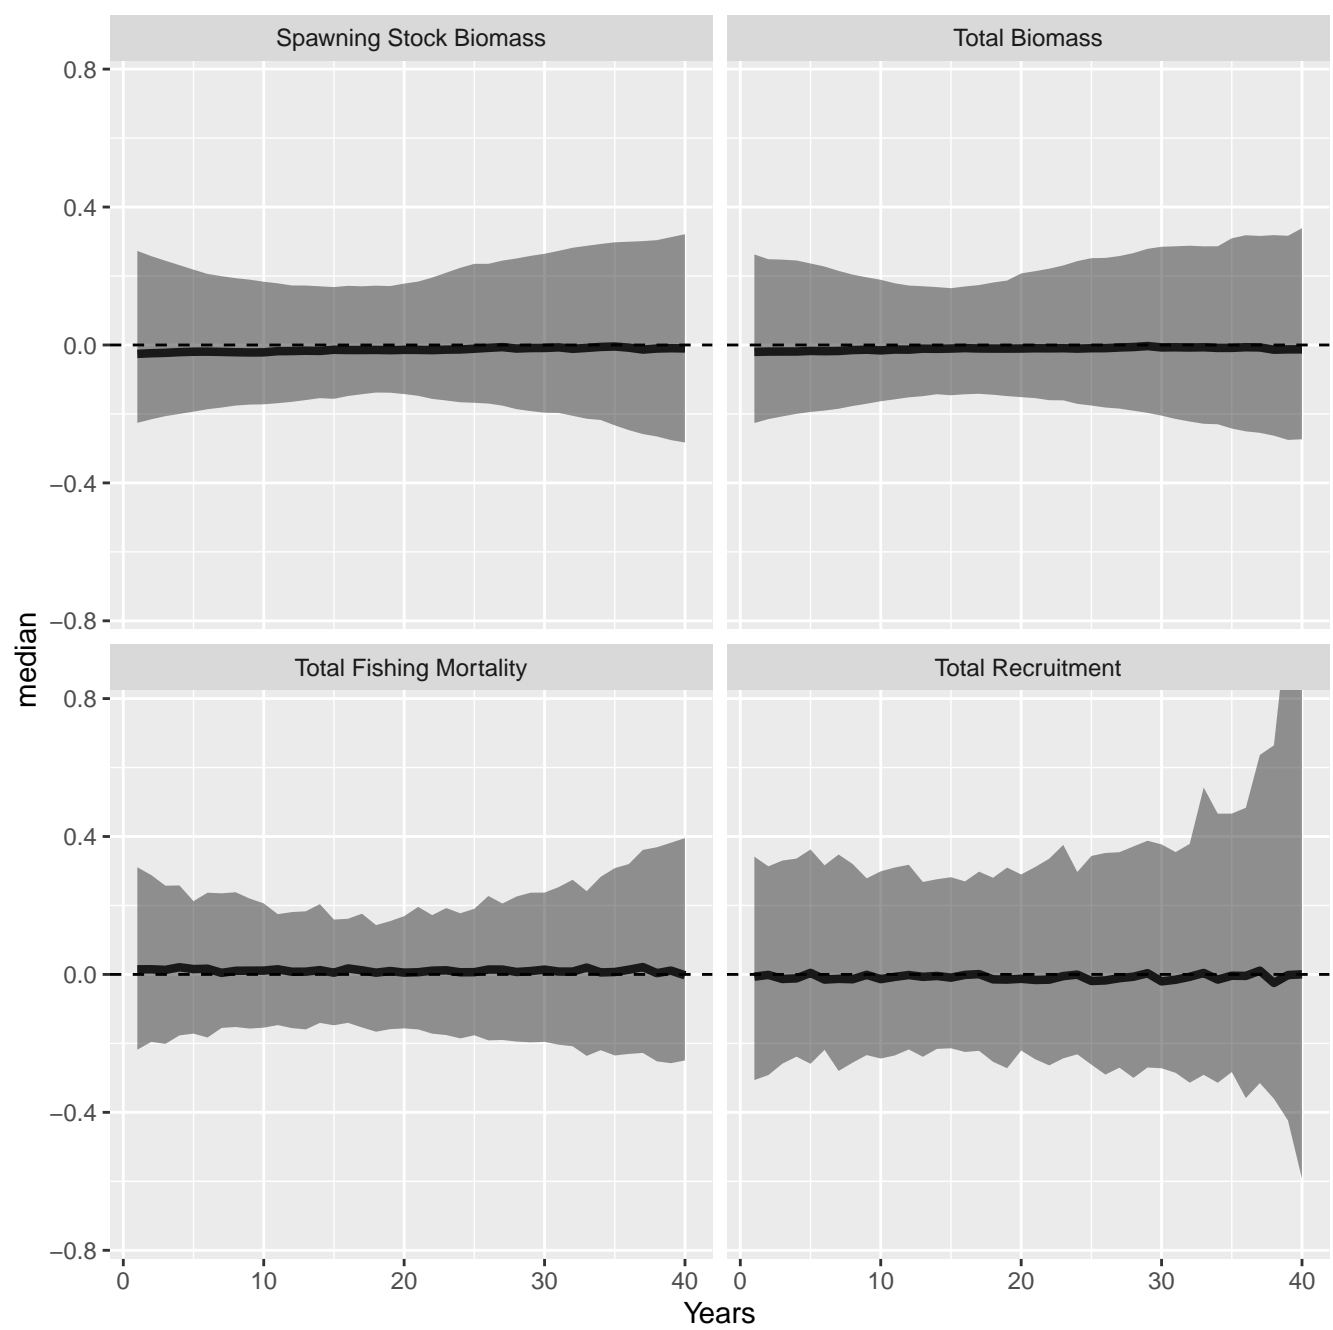 Spawning Stock Biomass
Total Biomass
0.8
0.4
0.0
−0.4
−0.8
median
Total Fishing Mortality
Total Recruitment
0.8
0.4
0.0
−0.4
−0.8
0 10 20 30 40
0 10 20 30 40
Years